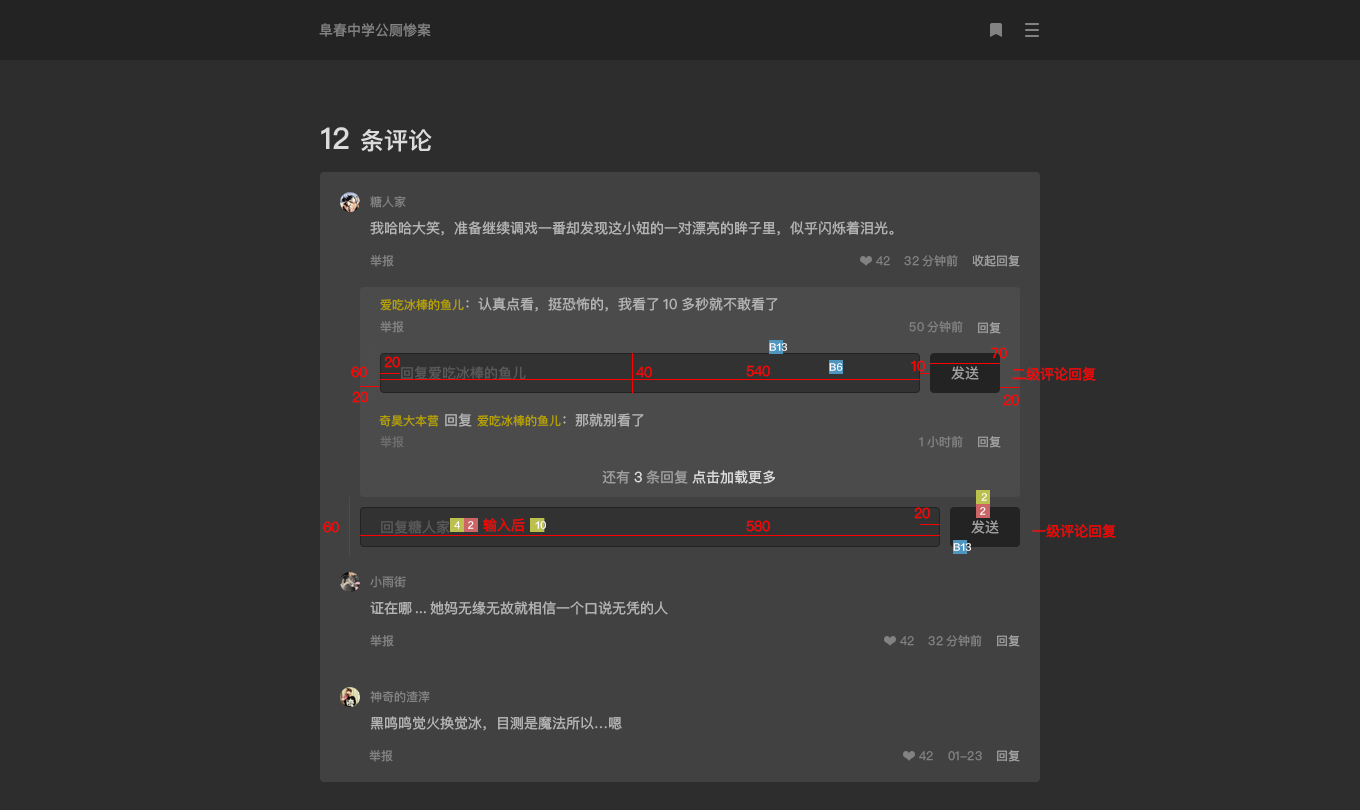 阜春中学公厕惨案
12 条评论
糖人家
我哈哈大笑，准备继续调戏一番却发现这小妞的一对漂亮的眸子里，似乎闪烁着泪光。
举报 42 32 分钟前 收起回复
爱吃冰棒的鱼儿：认真点看，挺恐怖的，我看了 10 多秒就不敢看了
举报 50 分钟前 回复
B13
70
20
60 回复爱吃冰棒的鱼儿 40 540 B6 10 发送 二级评论回复
20 20
奇昊大本营 回复 爱吃冰棒的鱼儿：那就别看了
举报 1 小时前 回复
还有 3 条回复 点击加载更多
2
2
20
60 回复糖人家 4 2 输入后 10 580 发送 一级评论回复
B13
小雨街
证在哪 ... 她妈无缘无故就相信一个口说无凭的人
举报 42 32 分钟前 回复
神奇的渣滓
黑鸣鸣觉火换觉冰，目测是魔法所以...嗯
举报 42 01-23 回复